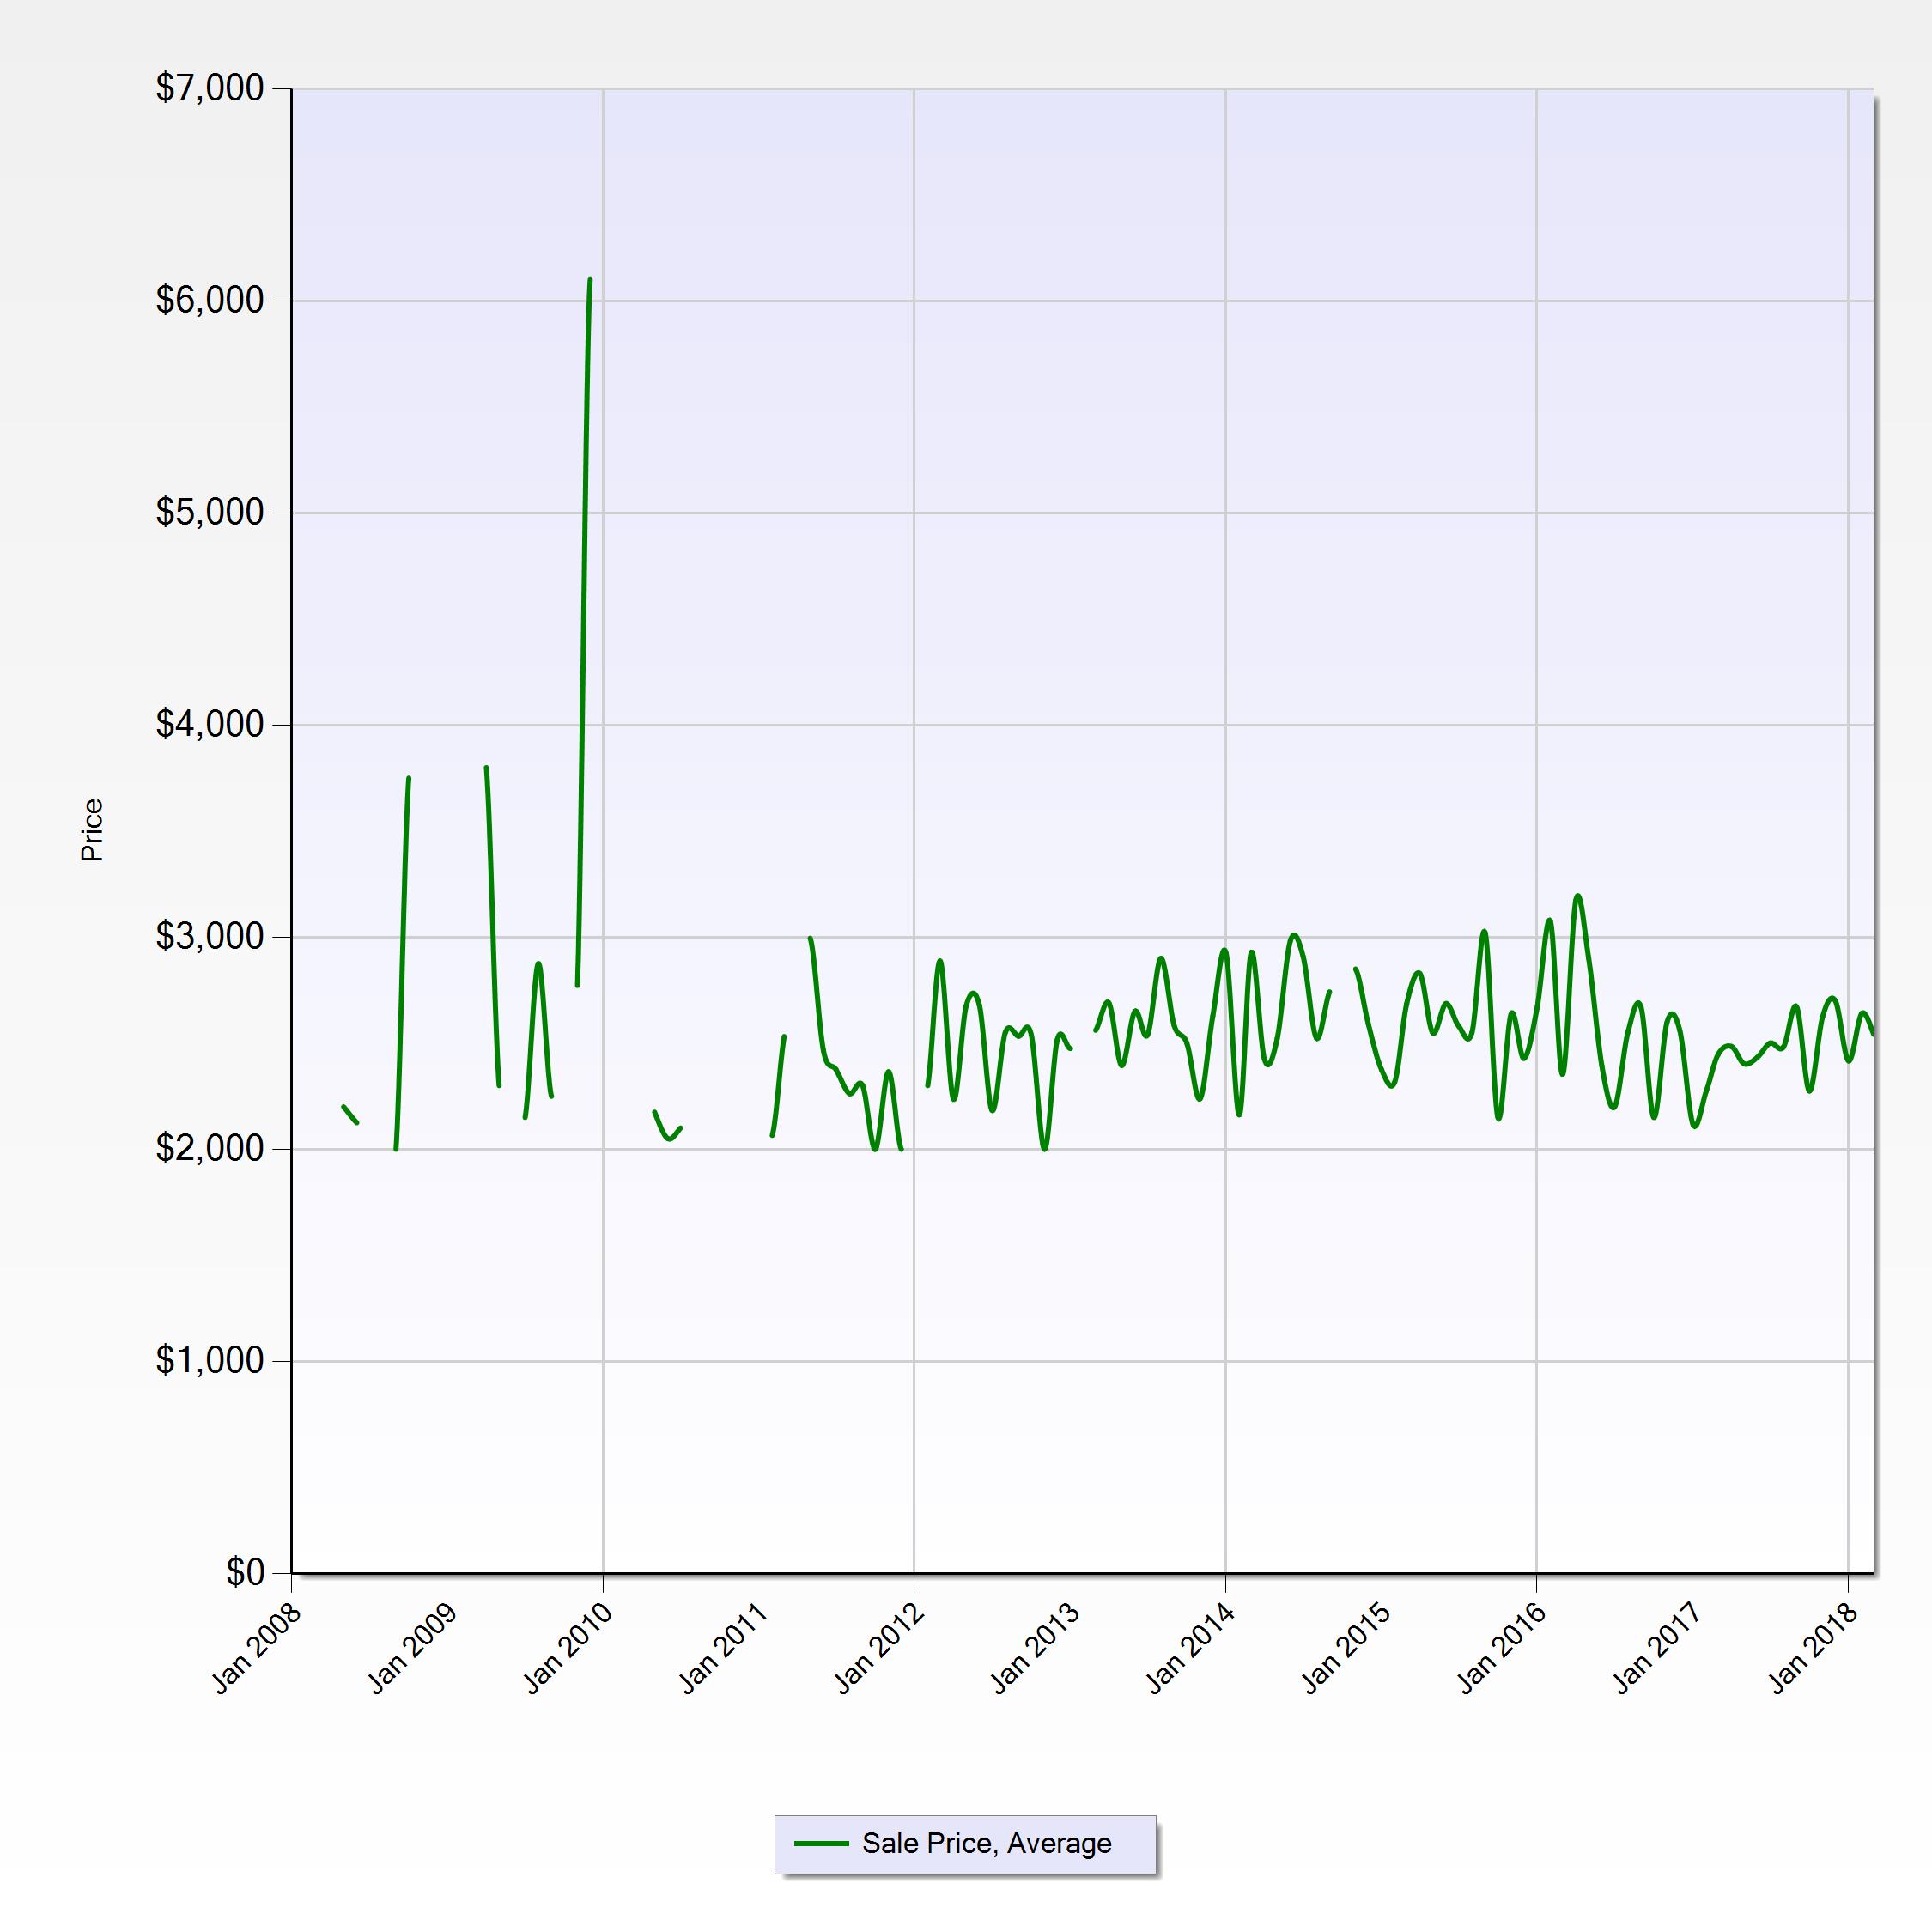 $7,000
$6,000
$5,000
$4,000
$3,000
$2,000
$1,000
$0
Price
Jan 2008
Jan 2009
Jan 2010
Jan 2011
Jan 2012
Jan 2013
Jan 2014
Jan 2015
Jan 2016
Jan 2017
Jan 2018
Sale Price, Average